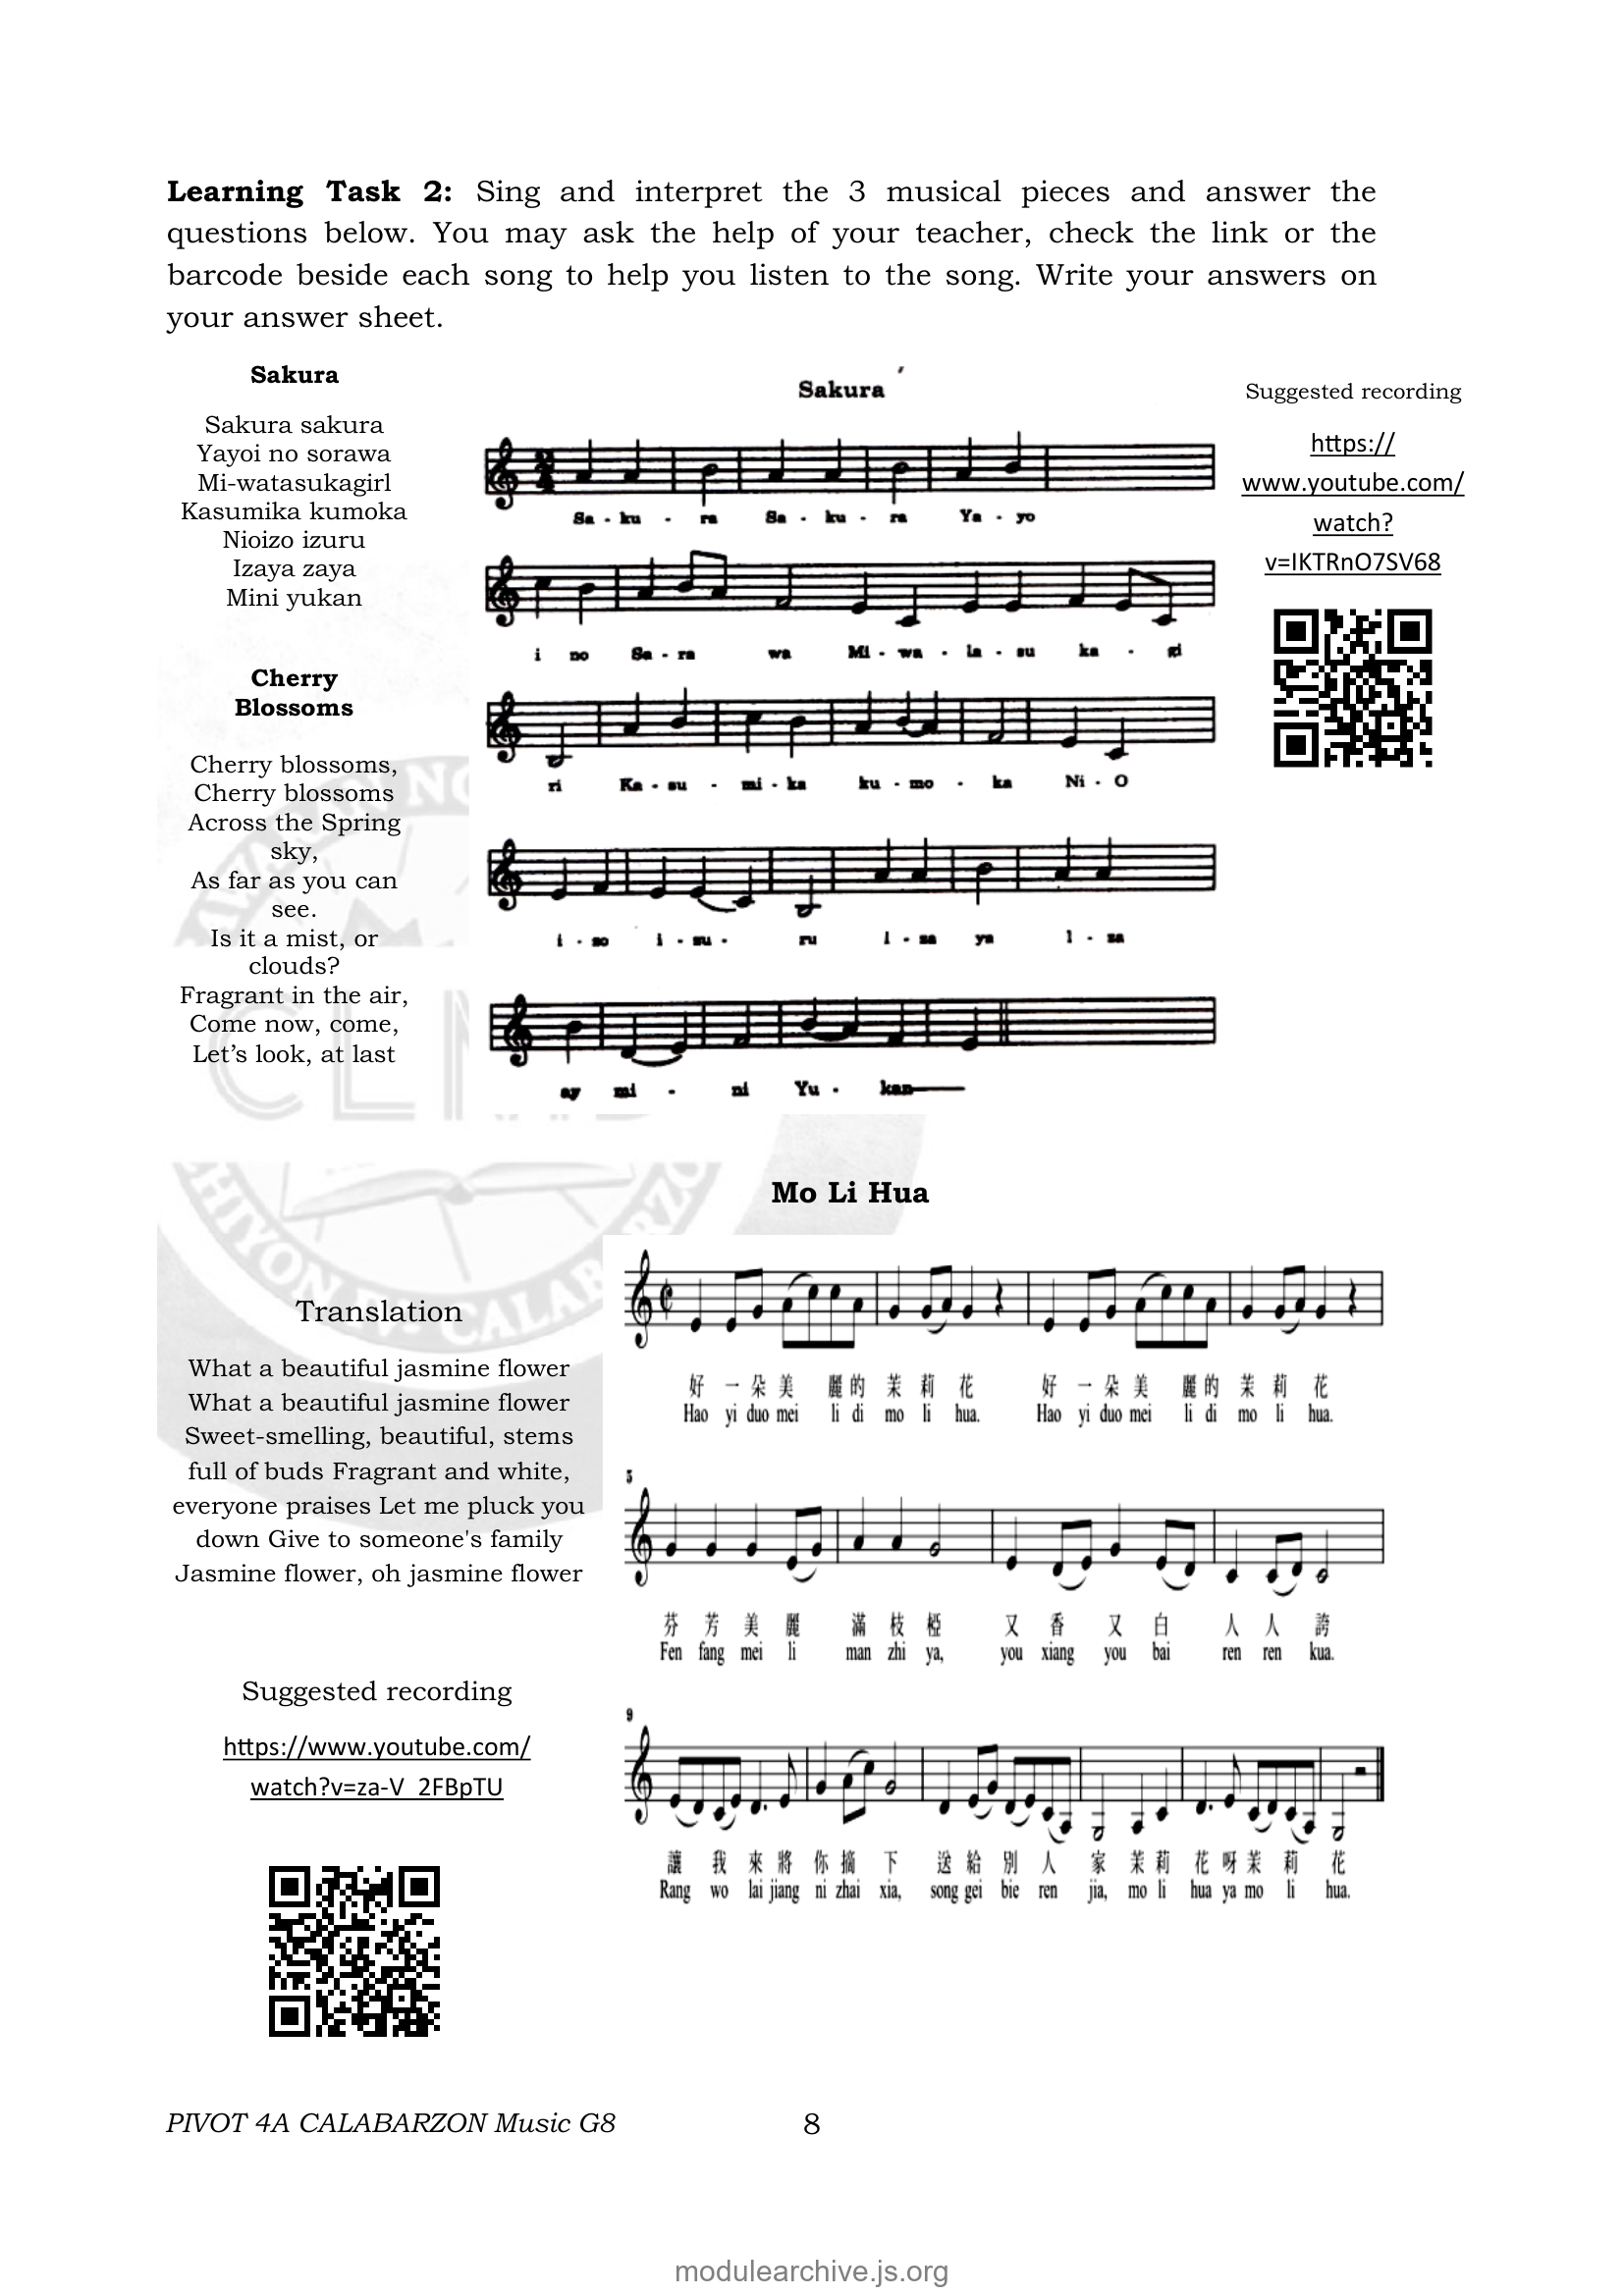 Learning Task 2: Sing and interpret the 3 musical pieces and answer the
questions below. You may ask the help of your teacher, check the link or the
barcode beside each song to help you listen to the song. Write your answers on
your answer sheet.
Sakura
Sakura sakura
Yayoi no sorawa
Mi-watasukagirl
Kasumika kumoka
Nioizo izuru
Izaya zaya
Mini yukan
Cherry
Blossoms
Cherry blossoms,
Cherry blossoms
Across the Spring
sky,
As far as you can
see.
Is it a mist, or
clouds?
Fragrant in the air,
Come now, come,
Let's look, at last
Sakura
Sa - ku - ra Sa - ku - ra Ya - yo
i no Sa - ra wa Mi - wa - la - su ka - gi
ri Ka - su - mi - ka ku - mo - ka Ni - O
i - so i - su - ru I - sa ya I - za
ay mi - ni Yu - kan
Suggested recording
https://
www.youtube.com/
watch?
v=IKTRnO7SV68
Mo Li Hua
好 一 朵 美 麗 的 茉 莉 花 好 一 朵 美 麗 的 茉 莉 花
Hao yi duo mei li di mo li hua. Hao yi duo mei li di mo li hua.
5
芬 芳 美 麗 滿 枝 椏 又 香 又 白 人 人 誇
Fen fang mei li man zhi ya, you xiang you bai ren ren kua.
9
讓 我 來 將 你 摘 下 送 給 別 人 家 茉 莉 花 呀 茉 莉 花
Rang wo lai jiang ni zhai xia, song gei bie ren jia, mo li hua ya mo li hua.
Translation
What a beautiful jasmine flower
What a beautiful jasmine flower
Sweet-smelling, beautiful, stems
full of buds Fragrant and white,
everyone praises Let me pluck you
down Give to someone's family
Jasmine flower, oh jasmine flower
Suggested recording
https://www.youtube.com/
watch?v=za-V_2FBpTU
PIVOT 4A CALABARZON Music G8
8
modulearchive.js.org